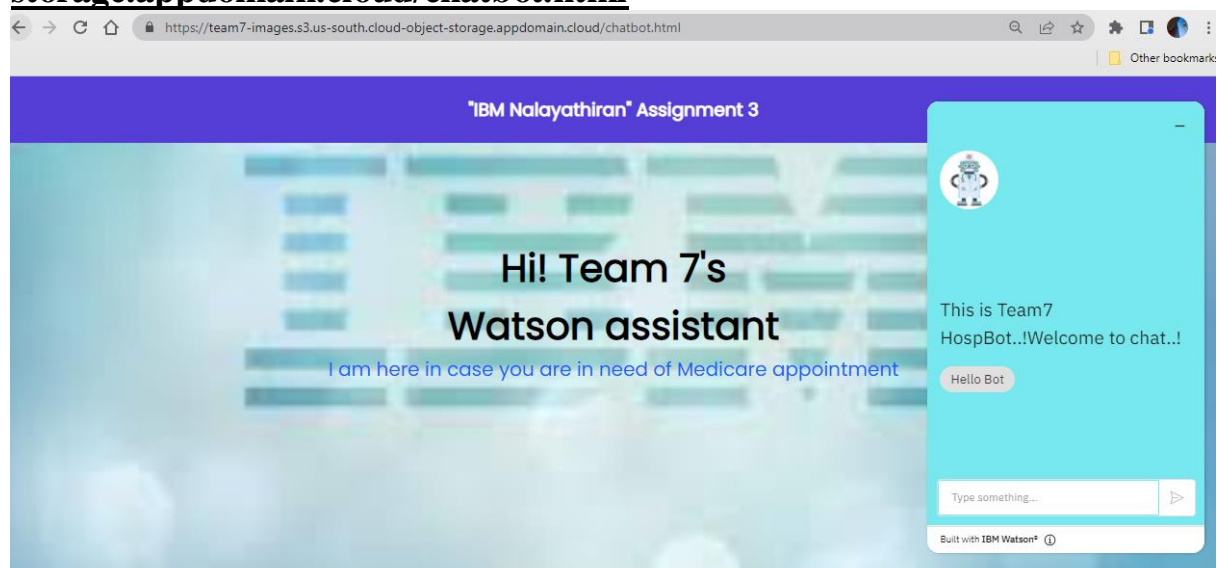 storage.appdomain.cloud/chatbot.html
https://team7-images.s3.us-south.cloud-object-storage.appdomain.cloud/chatbot.html
Other bookmarks
"IBM Nalayathiran" Assignment 3
IBM
Hi! Team 7's
Watson assistant
I am here in case you are in need of Medicare appointment
This is Team7
HospBot..!Welcome to chat..!
Hello Bot
Type something...
Built with IBM Watson®